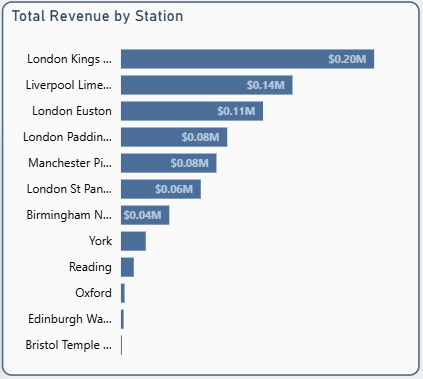 Total Revenue by Station
London Kings ... $0.20M
Liverpool Lime... $0.14M
London Euston $0.11M
London Paddin... $0.08M
Manchester Pi... $0.08M
London St Pan... $0.06M
Birmingham N... $0.04M
York
Reading
Oxford
Edinburgh Wa...
Bristol Temple ...